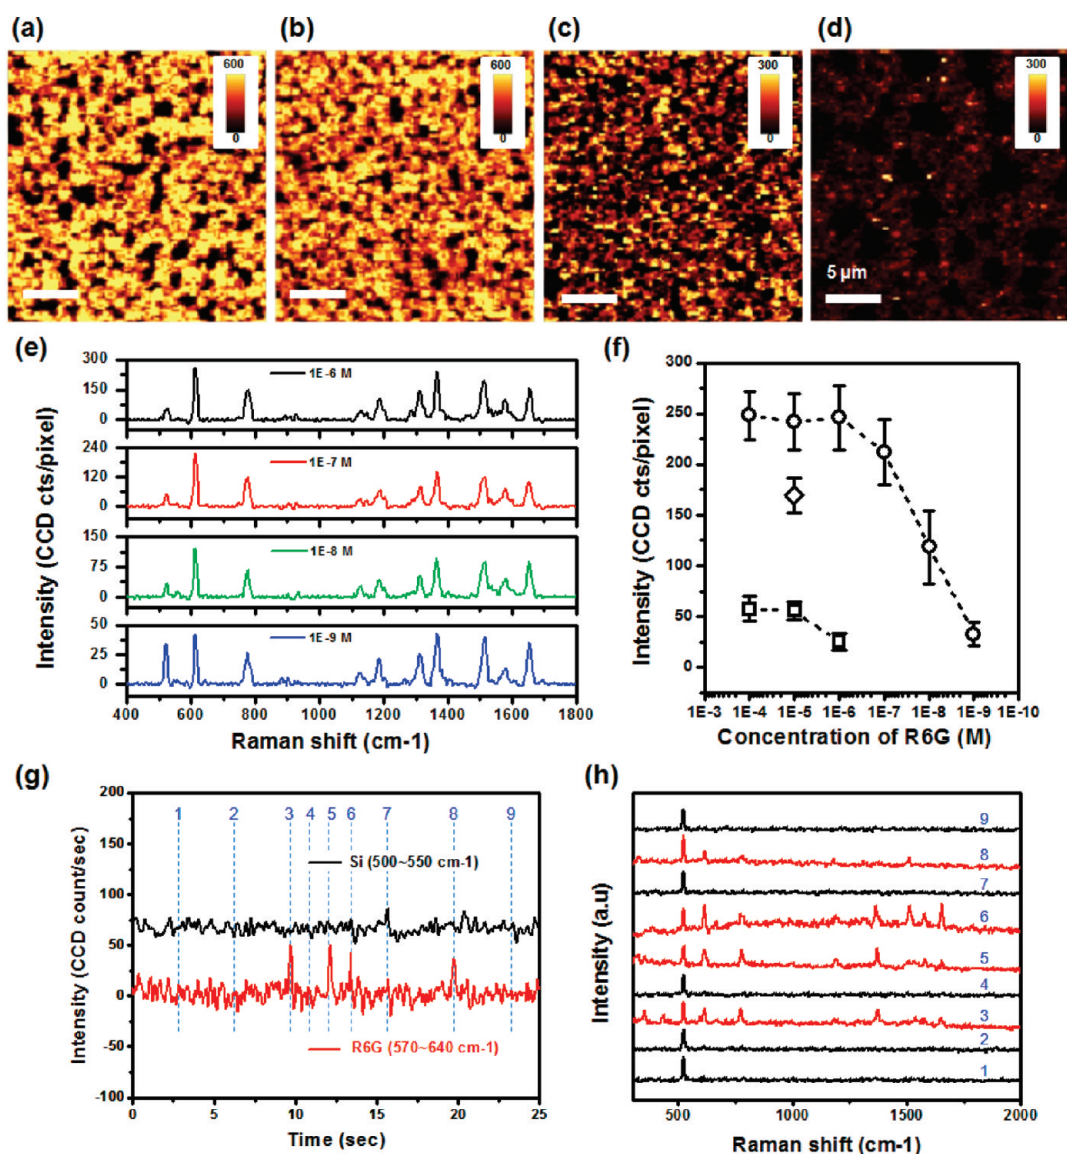 (a) (b) (c) (d)
600 600 300 300
0 0 0 0
5 µm
(e)
300
150
0
1E-6 M
240
120
0
1E-7 M
150
75
0
1E-8 M
50
25
0
1E-9 M
400 600 800 1000 1200 1400 1600 1800
Raman shift (cm-1)
Intensity (CCD cts/pixel)
(f)
300
250
200
150
100
50
0
1E-3 1E-4 1E-5 1E-6 1E-7 1E-8 1E-9 1E-10
Concentration of R6G (M)
Intensity (CCD cts/pixel)
(g)
200
150
100
50
0
-50
-100
1 2 3 4 5 6 7 8 9
Si (500~550 cm-1)
R6G (570~640 cm-1)
0 5 10 15 20 25
Time (sec)
Intensity (CCD count/sec)
(h)
9
8
7
6
5
4
3
2
1
500 1000 1500 2000
Raman shift (cm-1)
Intensity (a.u)